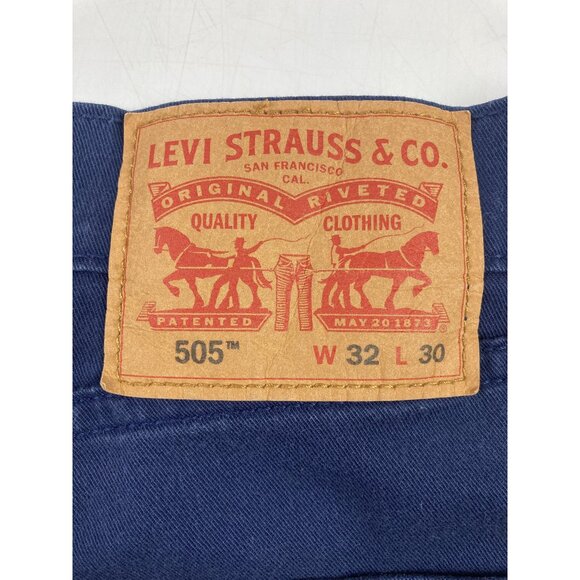 LEVI STRAUSS & CO.
SAN FRANCISCO
CAL.
ORIGINAL RIVETED
QUALITY CLOTHING
PATENTED MAY 20 1873 ®
505™ W 32 L 30